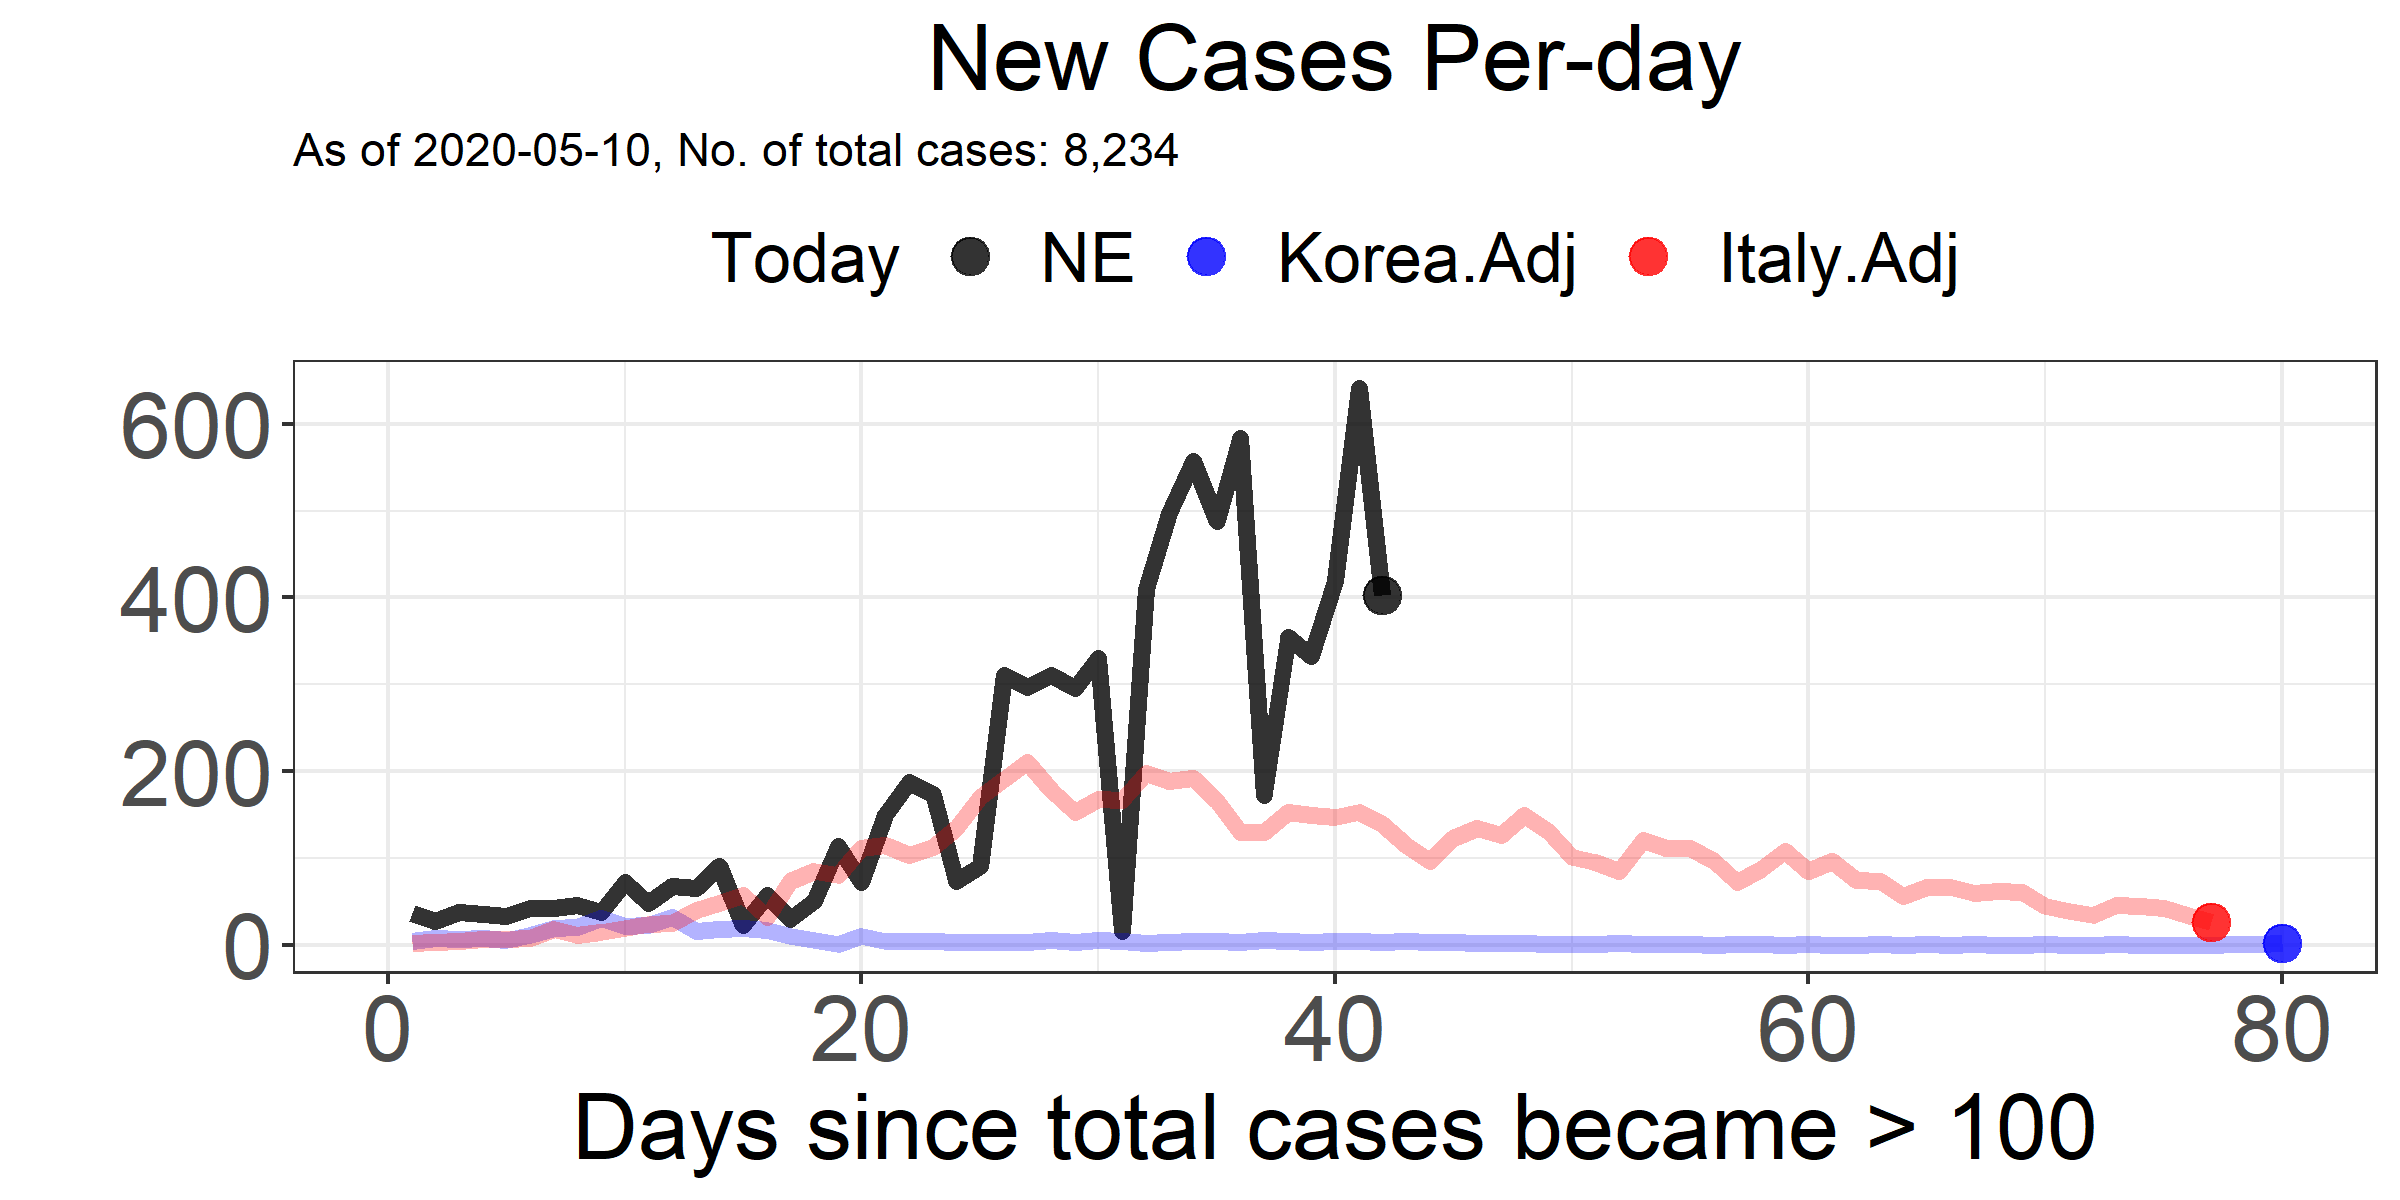 New Cases Per-day
As of 2020-05-10, No. of total cases: 8,234
Today NE Korea.Adj Italy.Adj
600
400
200
0
0 20 40 60 80
Days since total cases became > 100